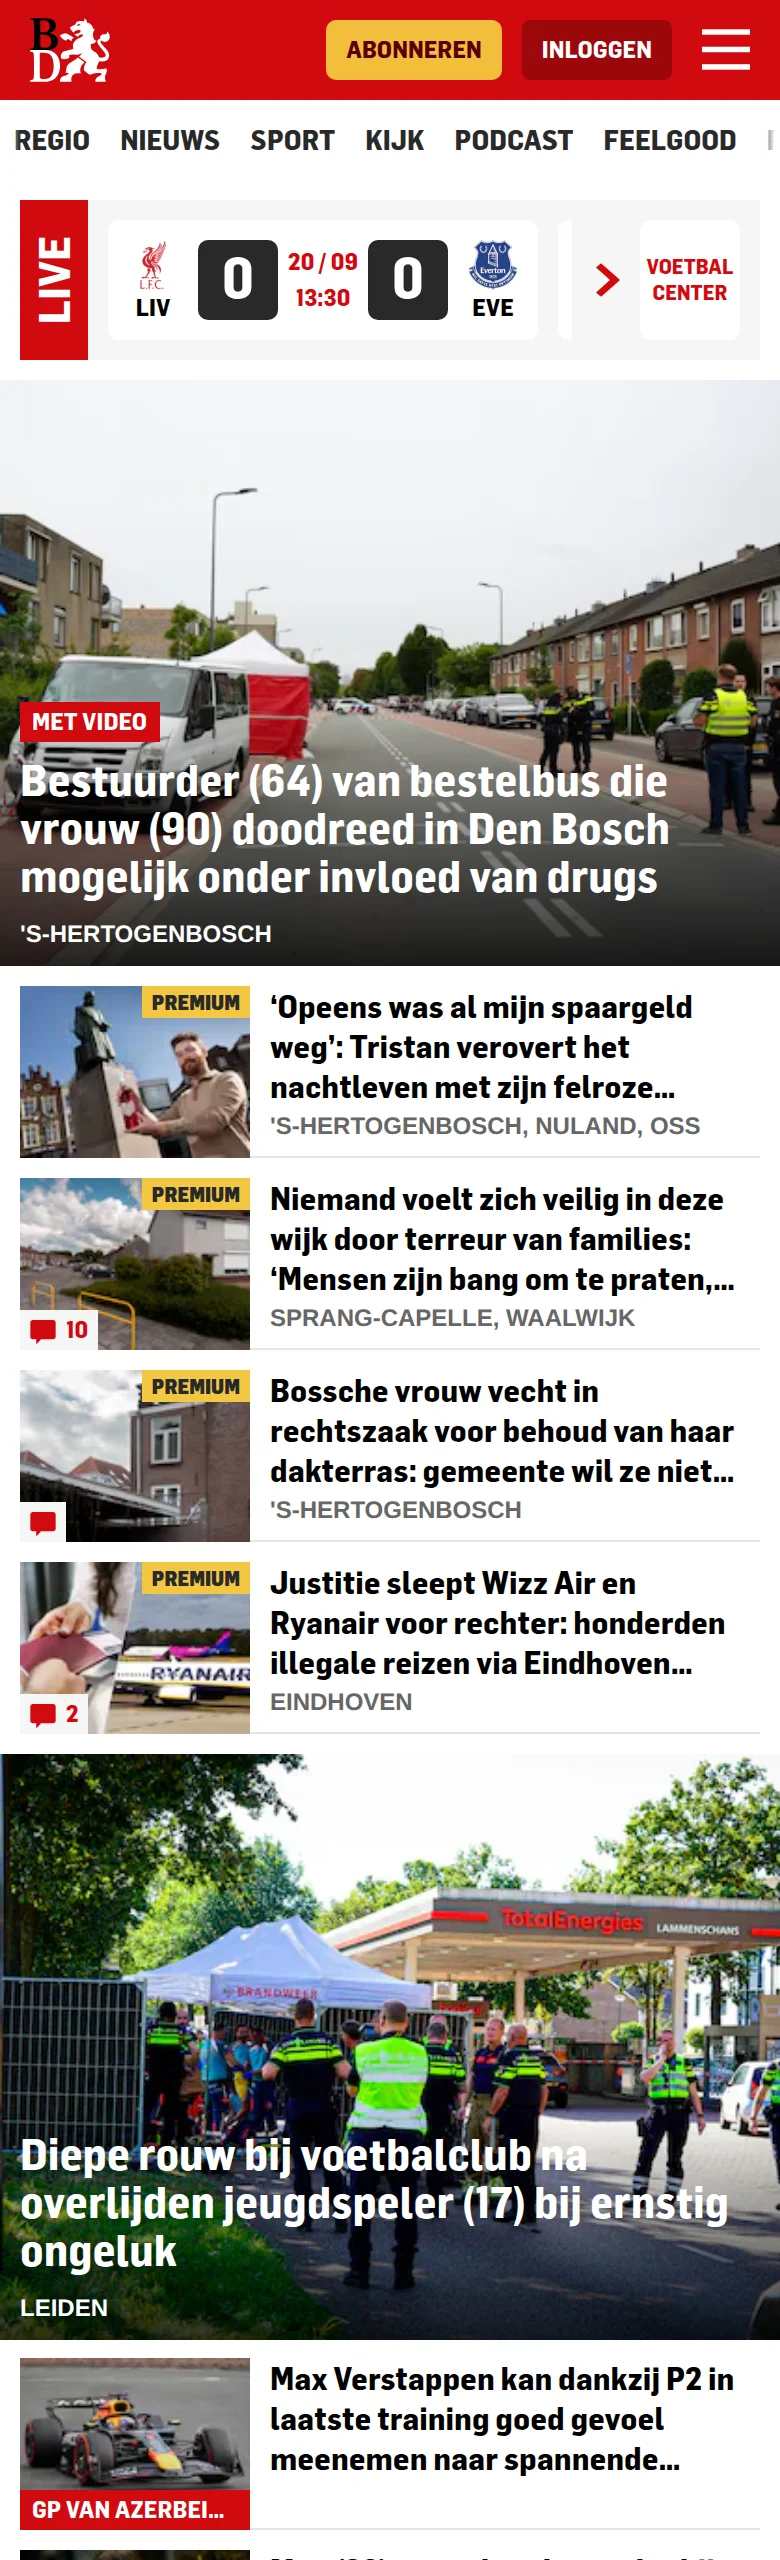 B
D
ABONNEREN
INLOGGEN
REGIO NIEUWS SPORT KIJK PODCAST FEELGOOD
LIVE
L.F.C.
LIV
0
20 / 09
13:30
0
Everton
EVE
VOETBAL
CENTER
MET VIDEO
Bestuurder (64) van bestelbus die
vrouw (90) doodreed in Den Bosch
mogelijk onder invloed van drugs
'S-HERTOGENBOSCH
PREMIUM
‘Opeens was al mijn spaargeld
weg’: Tristan verovert het
nachtleven met zijn felroze...
'S-HERTOGENBOSCH, NULAND, OSS
PREMIUM
10
Niemand voelt zich veilig in deze
wijk door terreur van families:
‘Mensen zijn bang om te praten,...
SPRANG-CAPELLE, WAALWIJK
PREMIUM
Bossche vrouw vecht in
rechtszaak voor behoud van haar
dakterras: gemeente wil ze niet...
'S-HERTOGENBOSCH
PREMIUM
RYANAIR
2
Justitie sleept Wizz Air en
Ryanair voor rechter: honderden
illegale reizen via Eindhoven...
EINDHOVEN
TotalEnergies LAMMENSCHANS
BRANDWEER
Diepe rouw bij voetbalclub na
overlijden jeugdspeler (17) bij ernstig
ongeluk
LEIDEN
GP VAN AZERBEI...
Max Verstappen kan dankzij P2 in
laatste training goed gevoel
meenemen naar spannende...